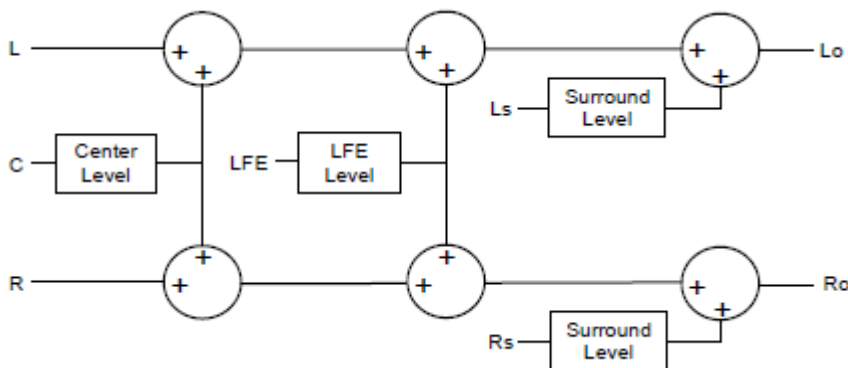 L
+
+
+
+
+
+
Lo
Ls
Surround
Level
C
Center
Level
LFE
LFE
Level
R
+
+
+
+
+
+
Ro
Rs
Surround
Level